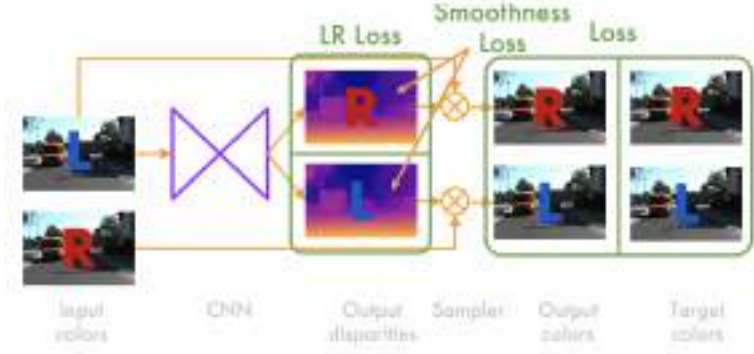 Smoothness
LR Loss
Loss
Loss
R
R
R
L
L
L
L
R
Input
colors
CNN
Output
disparities
Sampler
Output
colors
Target
colors